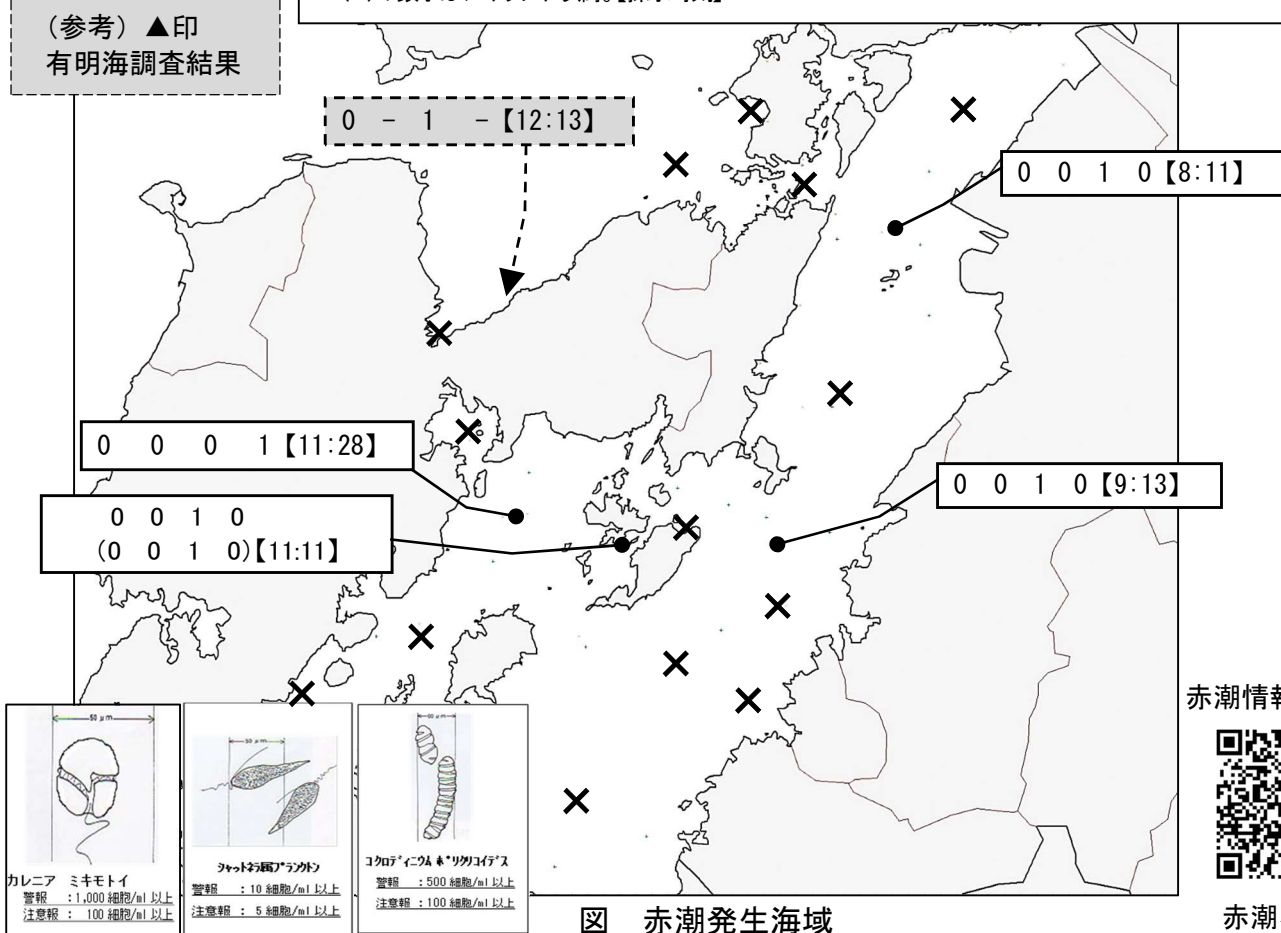 (参考) ▲印
有明海調査結果
0 - 1 -【12:13】
0 0 1 0【8:11】
0 0 0 1【11:28】
0 0 1 0【9:13】
0 0 1 0
(0 0 1 0)【11:11】
赤潮情報
50 μm
50 μm
カレニア ミキモトイ
警報 :1,000 細胞/ml 以上
注意報 : 100 細胞/ml 以上
シャットネラ属プランクトン
警報 :10 細胞/ml 以上
注意報 : 5 細胞/ml 以上
コクロディニウム ポリクリコイデス
警報 :500 細胞/ml 以上
注意報 :100 細胞/ml 以上
図 赤潮発生海域
赤潮